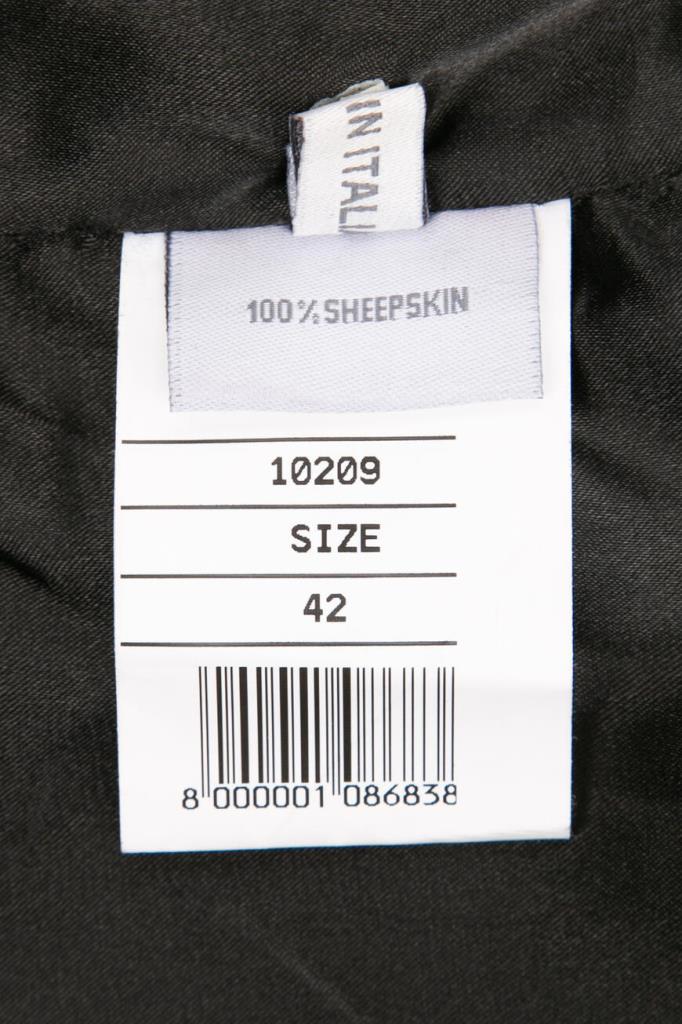 IN ITALI
100% SHEEPSKIN
10209
SIZE
42
8 000001 086838